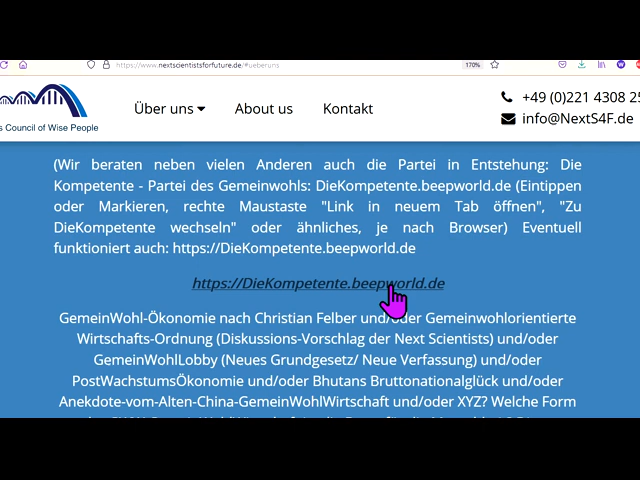 https://www.nextscientistsforfuture.de/#ueberuns
170%
s Council of Wise People
Über uns
About us
Kontakt
+49 (0)221 4308 25
info@NextS4F.de
(Wir beraten neben vielen Anderen auch die Partei in Entstehung: Die
Kompetente - Partei des Gemeinwohls: DieKompetente.beepworld.de (Eintippen
oder Markieren, rechte Maustaste "Link in neuem Tab öffnen", "Zu
DieKompetente wechseln" oder ähnliches, je nach Browser) Eventuell
funktioniert auch: https://DieKompetente.beepworld.de
https://DieKompetente.beepworld.de
GemeinWohl-Ökonomie nach Christian Felber und/oder Gemeinwohlorientierte
Wirtschafts-Ordnung (Diskussions-Vorschlag der Next Scientists) und/oder
GemeinWohlLobby (Neues Grundgesetz/ Neue Verfassung) und/oder
PostWachstumsÖkonomie und/oder Bhutans Bruttonationalglück und/oder
Anekdote-vom-Alten-China-GemeinWohlWirtschaft und/oder XYZ? Welche Form